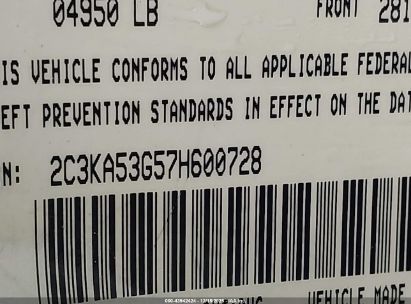 04950 LB FRONT 281
IS VEHICLE CONFORMS TO ALL APPLICABLE FEDERAL
EFT PREVENTION STANDARDS IN EFFECT ON THE DAT
N: 2C3KA53G57H600728
VEHICLE MADE